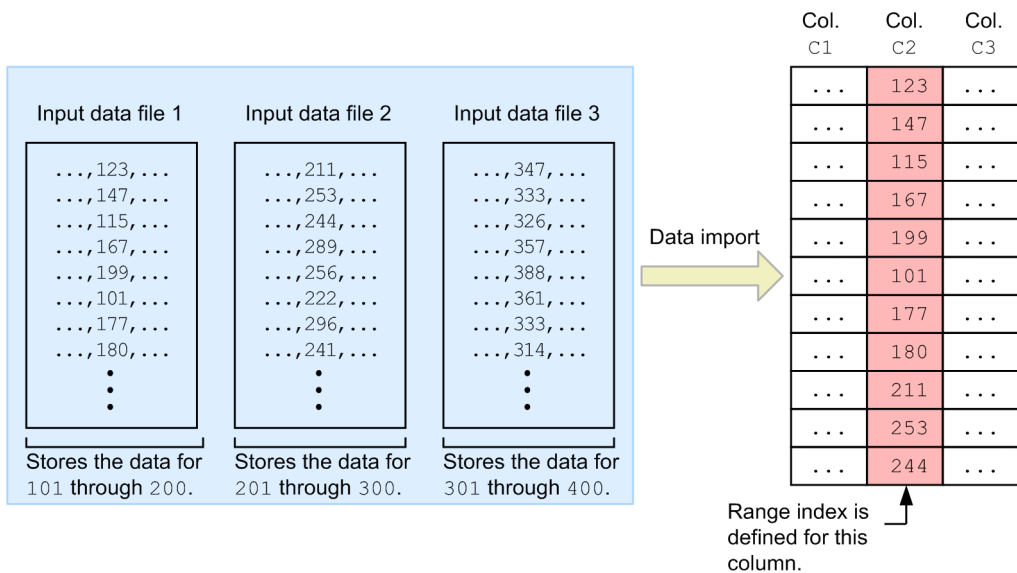 Input data file 1
...,123,...
...,147,...
...,115,...
...,167,...
...,199,...
...,101,...
...,177,...
...,180,...
Stores the data for
101 through 200.
Input data file 2
...,211,...
...,253,...
...,244,...
...,289,...
...,256,...
...,222,...
...,296,...
...,241,...
Stores the data for
201 through 300.
Input data file 3
...,347,...
...,333,...
...,326,...
...,357,...
...,388,...
...,361,...
...,333,...
...,314,...
Stores the data for
301 through 400.
Data import
Col. Col. Col.
C1 C2 C3
... 123 ...
... 147 ...
... 115 ...
... 167 ...
... 199 ...
... 101 ...
... 177 ...
... 180 ...
... 211 ...
... 253 ...
... 244 ...
Range index is
defined for this
column.